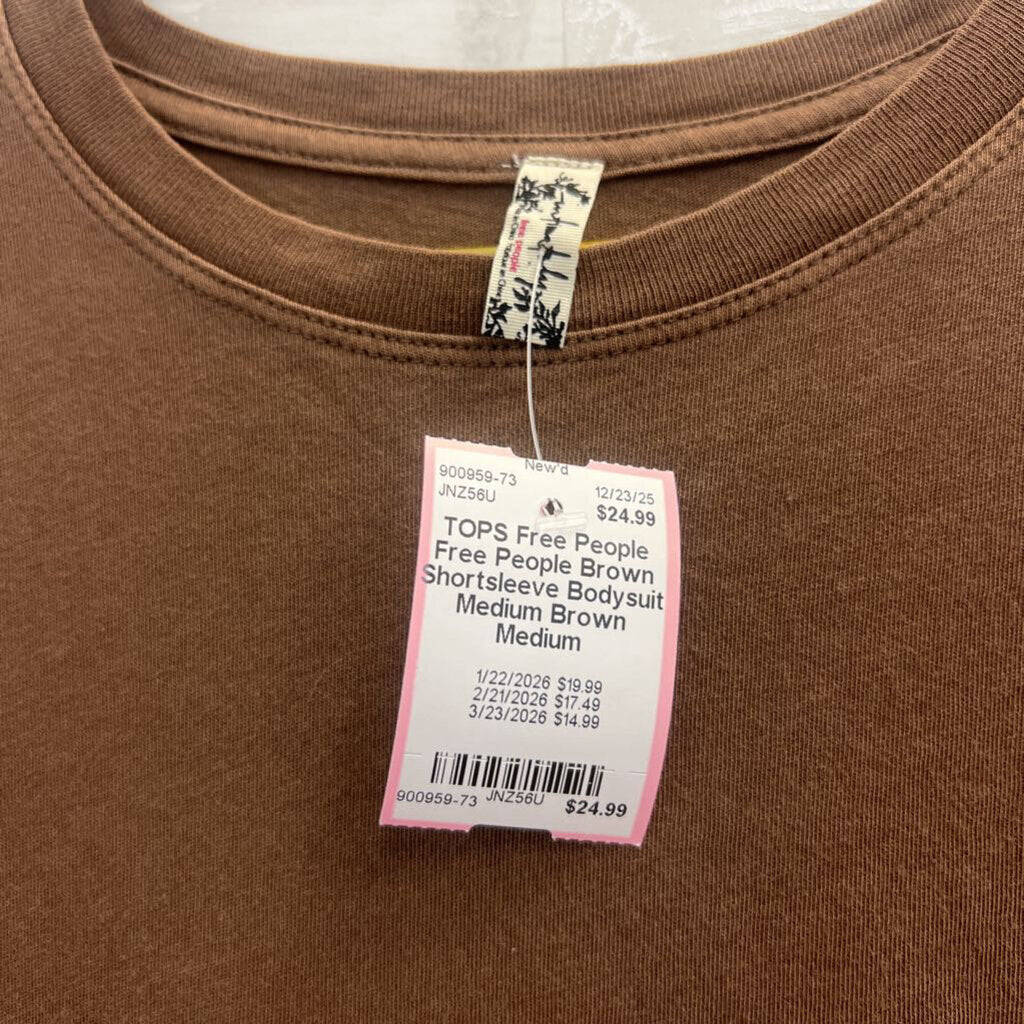 free people
New'd
900959-73
JNZ56U
12/23/25
$24.99
TOPS Free People
Free People Brown
Shortsleeve Bodysuit
Medium Brown
Medium
1/22/2026 $19.99
2/21/2026 $17.49
3/23/2026 $14.99
900959-73 JNZ56U $24.99